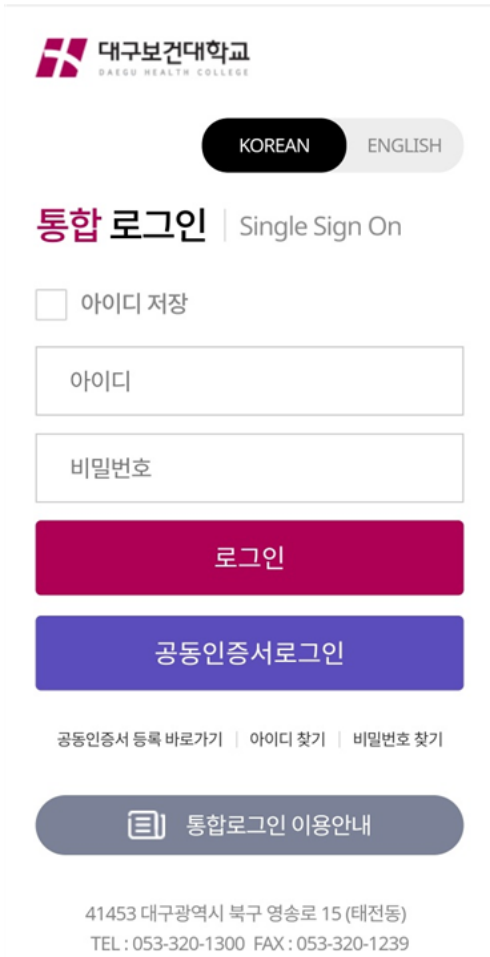 대구보건대학교
DAEGU HEALTH COLLEGE
KOREAN ENGLISH
통합 로그인 | Single Sign On
아이디 저장
아이디
비밀번호
로그인
공동인증서로그인
공동인증서 등록 바로가기 | 아이디 찾기 | 비밀번호 찾기
통합로그인 이용안내
41453 대구광역시 북구 영송로 15 (태전동)
TEL : 053-320-1300 FAX : 053-320-1239